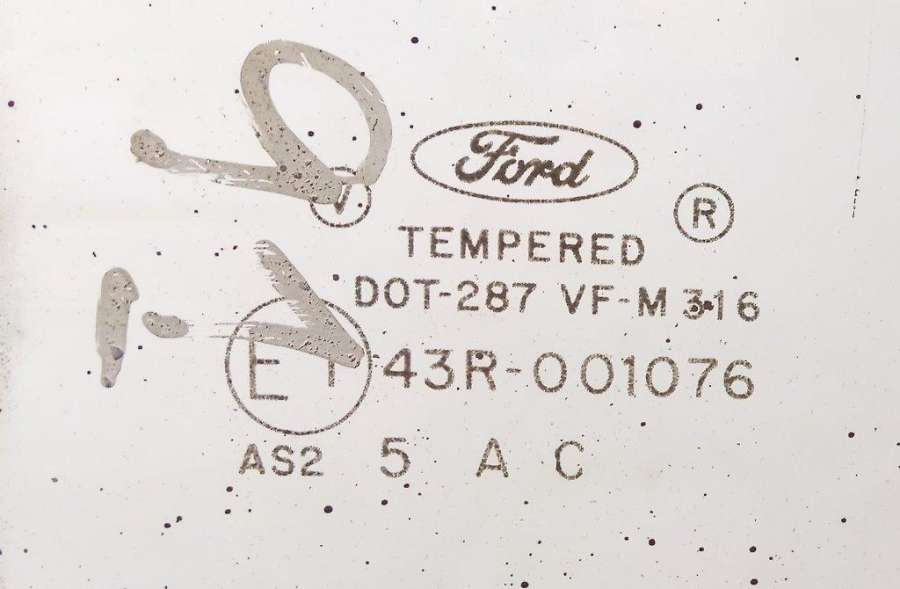 Ford
®
TEMPERED
DOT-287 VF-M316
E1 43R-001076
AS2 5 A C